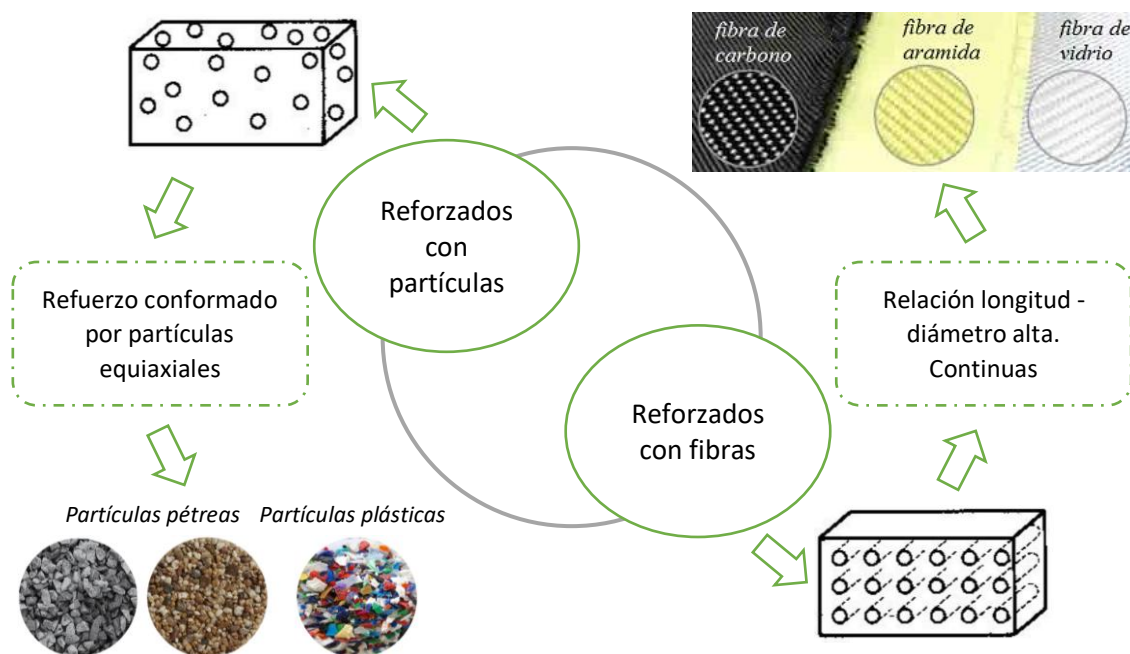 fibra de
carbono
fibra de
aramida
fibra de
vidrio
Reforzados
con
partículas
Refuerzo conformado
por partículas
equiaxiales
Relación longitud -
diámetro alta.
Continuas
Reforzados
con fibras
Partículas pétreas
Partículas plásticas